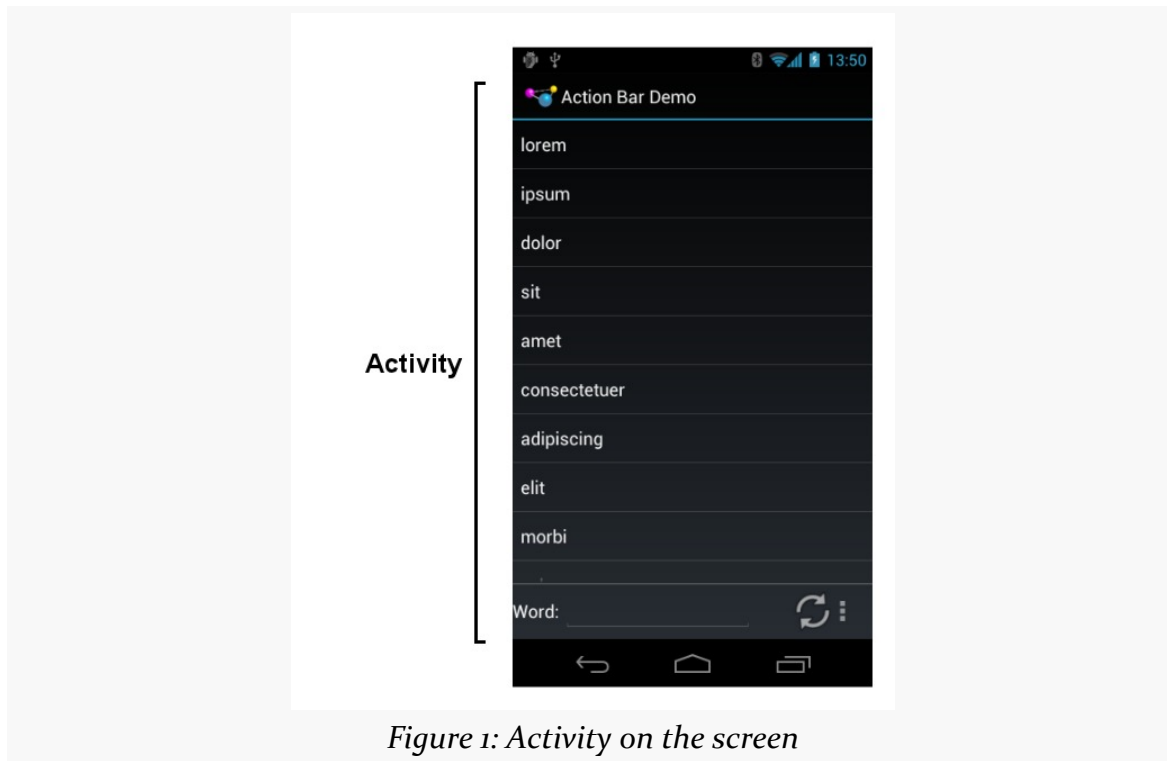 13:50
Action Bar Demo
lorem
ipsum
dolor
sit
amet
Activity
consectetuer
adipiscing
elit
morbi
Word:
Figure 1: Activity on the screen